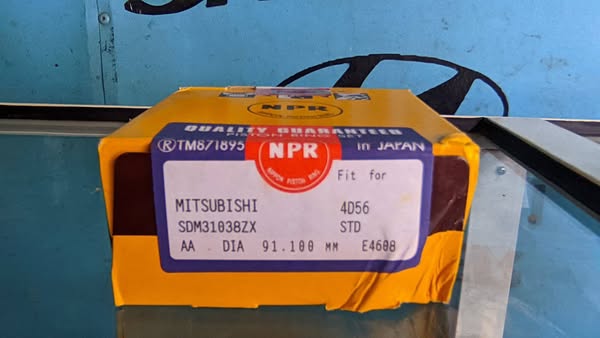 NPR
QUALITY GUARANTEED
PISTON RING SET
®TM871895 NPR in JAPAN
NIPPON PISTON RING
Fit for
MITSUBISHI 4D56
SDM31038ZX STD
AA DIA 91.100 MM E4608